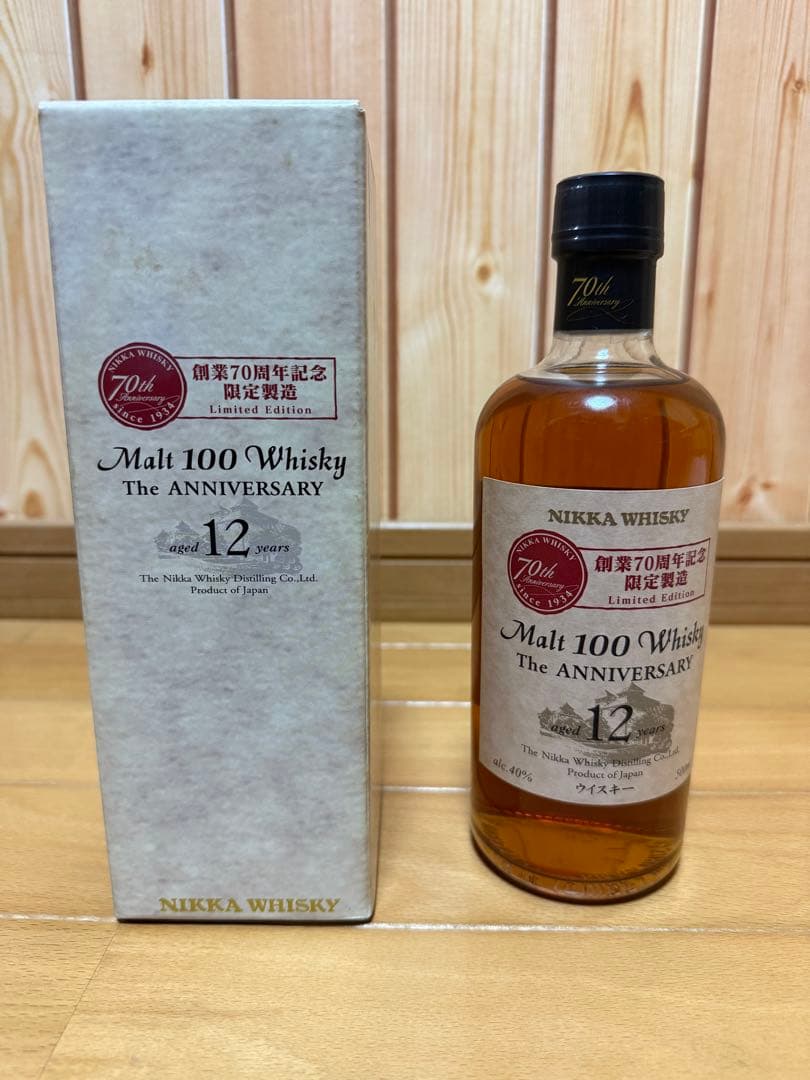 NIKKA WHISKY
70th
Anniversary
since 1934
創業70周年記念
限定製造
Limited Edition
Malt 100 Whisky
The ANNIVERSARY
aged 12 years
The Nikka Whisky Distilling Co.,Ltd.
Product of Japan
NIKKA WHISKY
70th
Anniversary
NIKKA WHISKY
NIKKA WHISKY
70th
Anniversary
since 1934
創業70周年記念
限定製造
Limited Edition
Malt 100 Whisky
The ANNIVERSARY
aged 12 years
The Nikka Whisky Distilling Co.,Ltd.
Product of Japan
alc.40%
ウイスキー